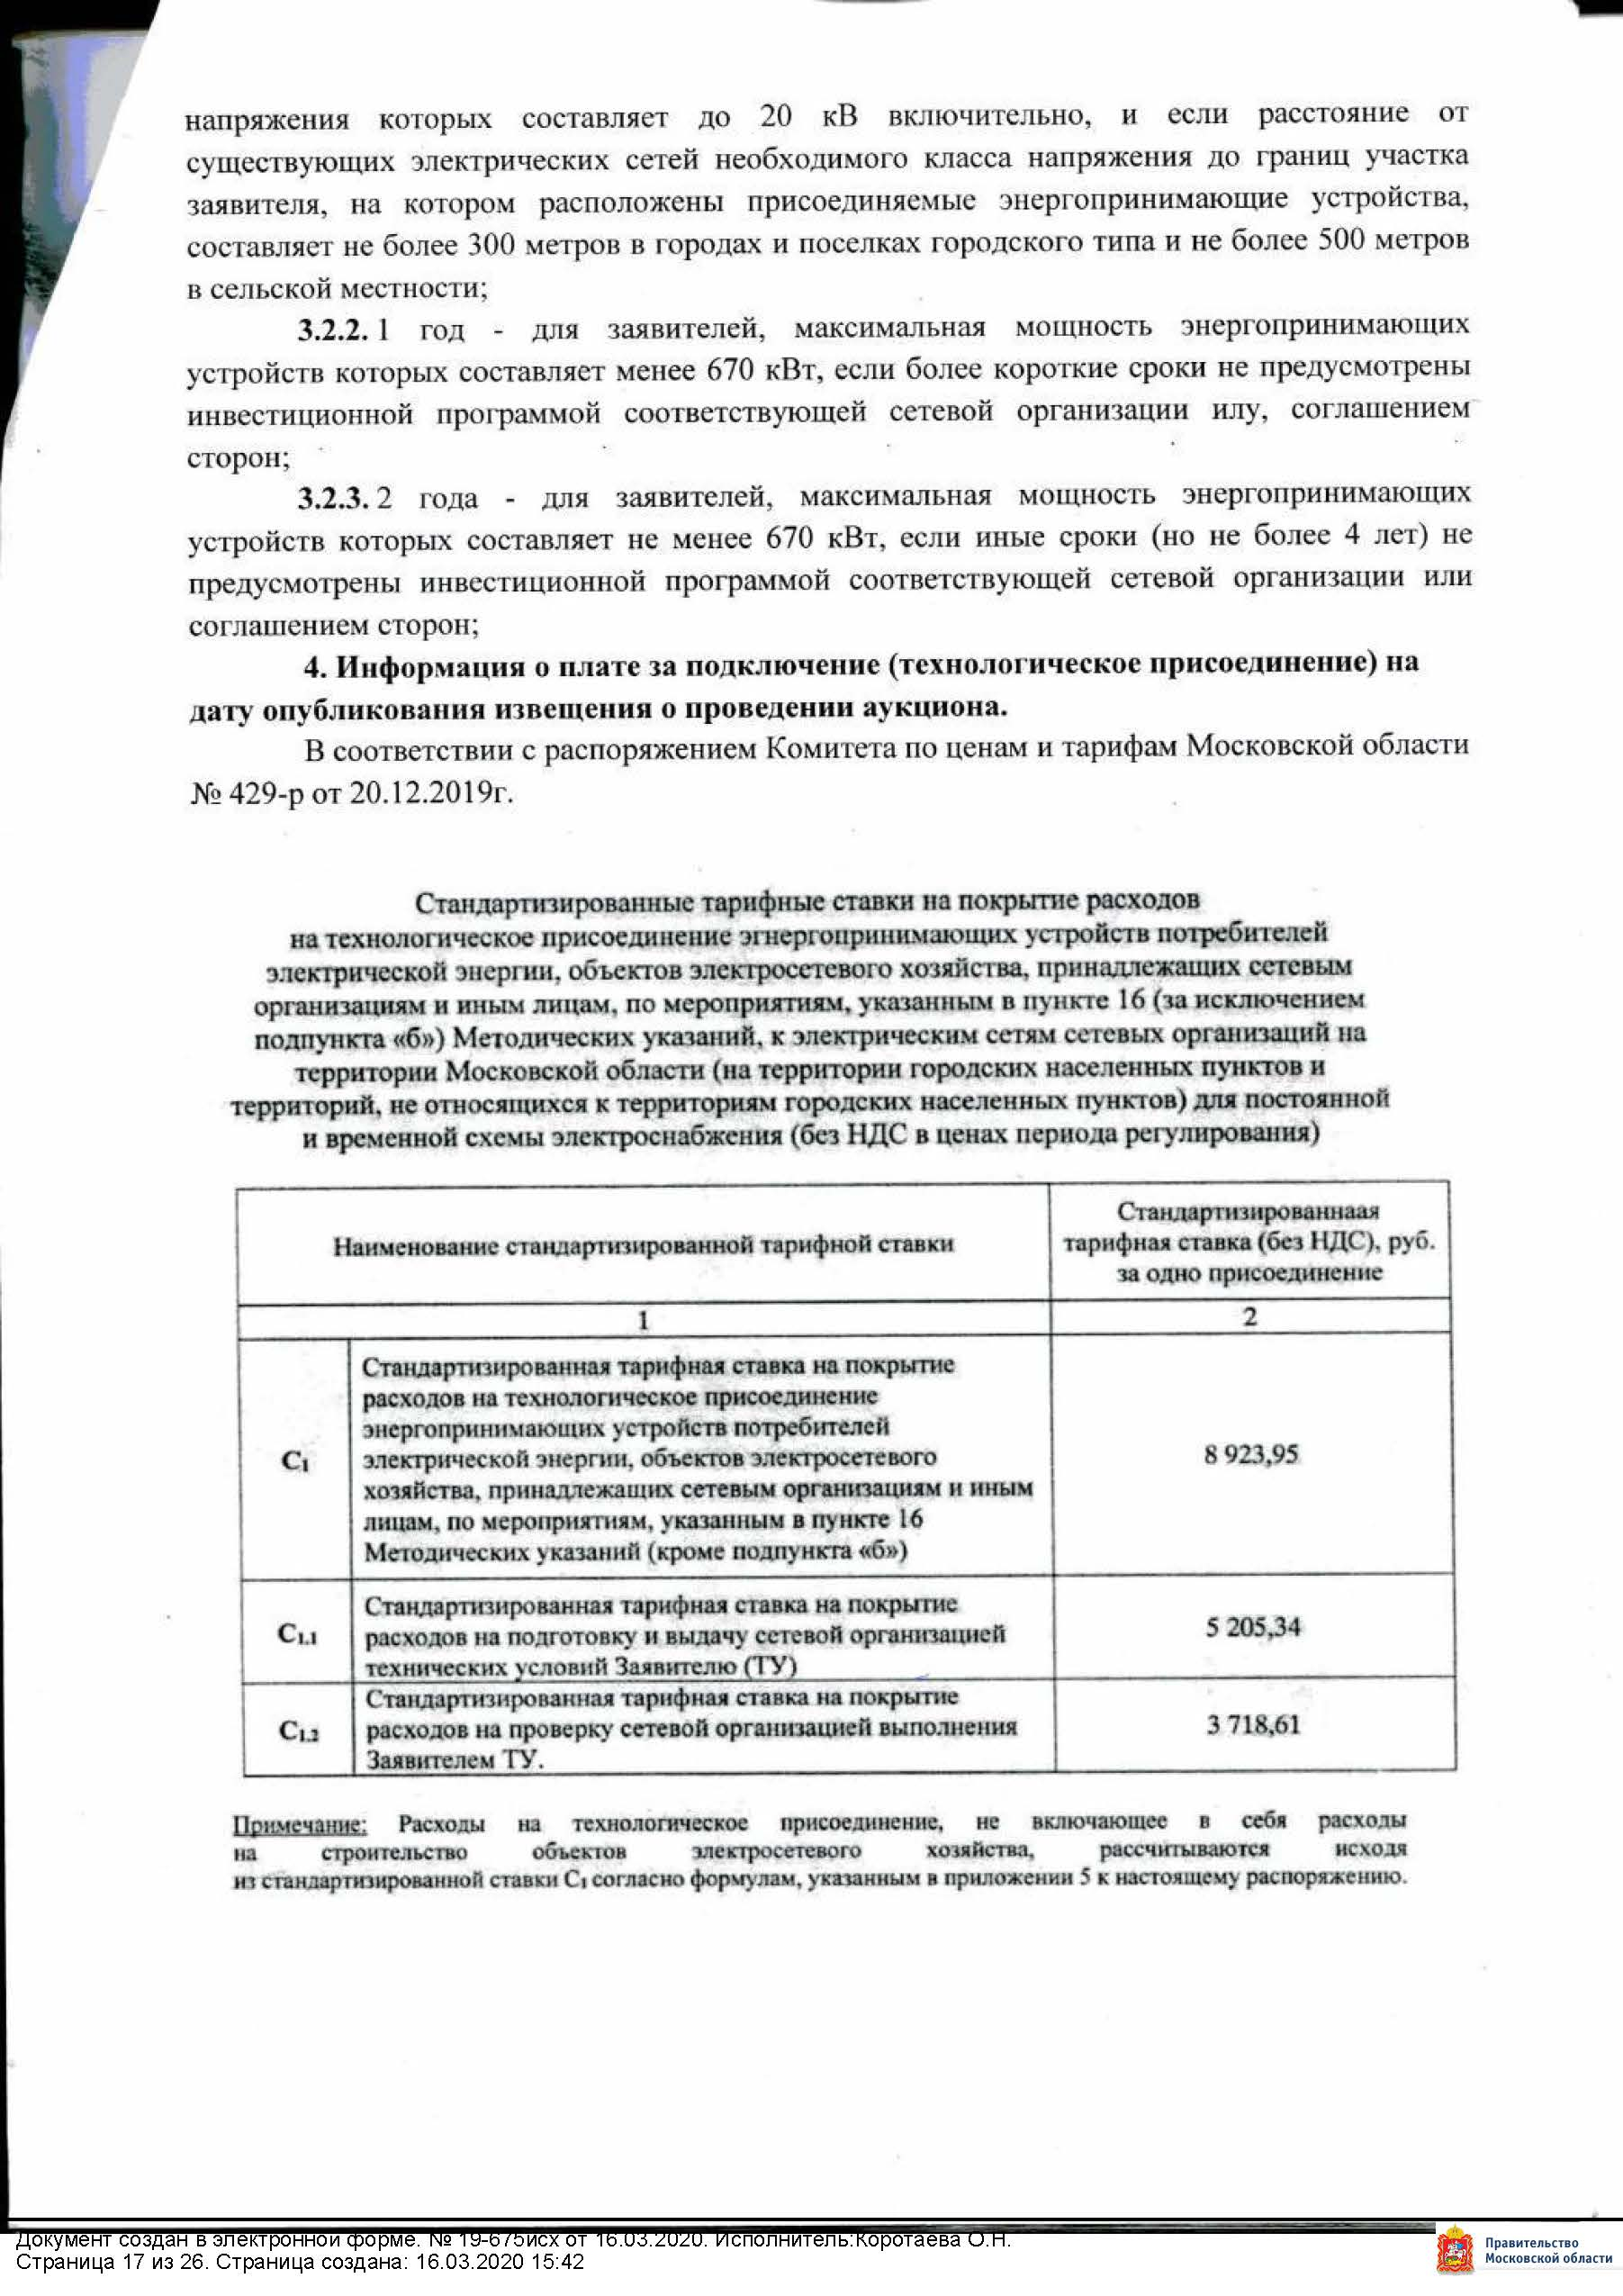 напряжения которых составляет до 20 кВ включительно, и если расстояние от
существующих электрических сетей необходимого класса напряжения до границ участка
заявителя, на котором расположены присоединяемые энергопринимающие устройства,
составляет не более 300 метров в городах и поселках городского типа и не более 500 метров
в сельской местности;
3.2.2. 1 год - для заявителей, максимальная мощность энергопринимающих
устройств которых составляет менее 670 кВт, если более короткие сроки не предусмотрены
инвестиционной программой соответствующей сетевой организации илу, соглашением
сторон;
3.2.3. 2 года - для заявителей, максимальная мощность энергопринимающих
устройств которых составляет не менее 670 кВт, если иные сроки (но не более 4 лет) не
предусмотрены инвестиционной программой соответствующей сетевой организации или
соглашением сторон;
4. Информация о плате за подключение (технологическое присоединение) на
дату опубликования извещения о проведении аукциона.
В соответствии с распоряжением Комитета по ценам и тарифам Московской области
№ 429-р от 20.12.2019г.
Стандартизированные тарифные ставки на покрытие расходов
на технологическое присоединение эгнергопринимающих устройств потребителей
электрической энергии, объектов электросетевого хозяйства, принадлежащих сетевым
организациям и иным лицам, по мероприятиям, указанным в пункте 16 (за исключением
подпункта «б») Методических указаний, к электрическим сетям сетевых организаций на
территории Московской области (на территории городских населенных пунктов и
территорий, не относящихся к территориям городских населенных пунктов) для постоянной
и временной схемы электроснабжения (без НДС в ценах периода регулирования)
Наименование стандартизированной тарифной ставки
Стандартизированнаая
тарифная ставка (без НДС), руб.
за одно присоединение
1
2
C1
Стандартизированная тарифная ставка на покрытие
расходов на технологическое присоединение
энергопринимающих устройств потребителей
электрической энергии, объектов электросетевого
хозяйства, принадлежащих сетевым организациям и иным
лицам, по мероприятиям, указанным в пункте 16
Методических указаний (кроме подпункта «б»)
8 923,95
C1.1
Стандартизированная тарифная ставка на покрытие
расходов на подготовку и выдачу сетевой организацией
технических условий Заявителю (ТУ)
5 205,34
C1.2
Стандартизированная тарифная ставка на покрытие
расходов на проверку сетевой организацией выполнения
Заявителем ТУ.
3 718,61
Примечание: Расходы на технологическое присоединение, не включающее в себя расходы
на строительство объектов электросетевого хозяйства, рассчитываются исходя
из стандартизированной ставки C1 согласно формулам, указанным в приложении 5 к настоящему распоряжению.
Документ создан в электронной форме. № 19-675исх от 16.03.2020. Исполнитель:Коротаева О.Н.
Страница 17 из 26. Страница создана: 16.03.2020 15:42
Правительство
Московской области